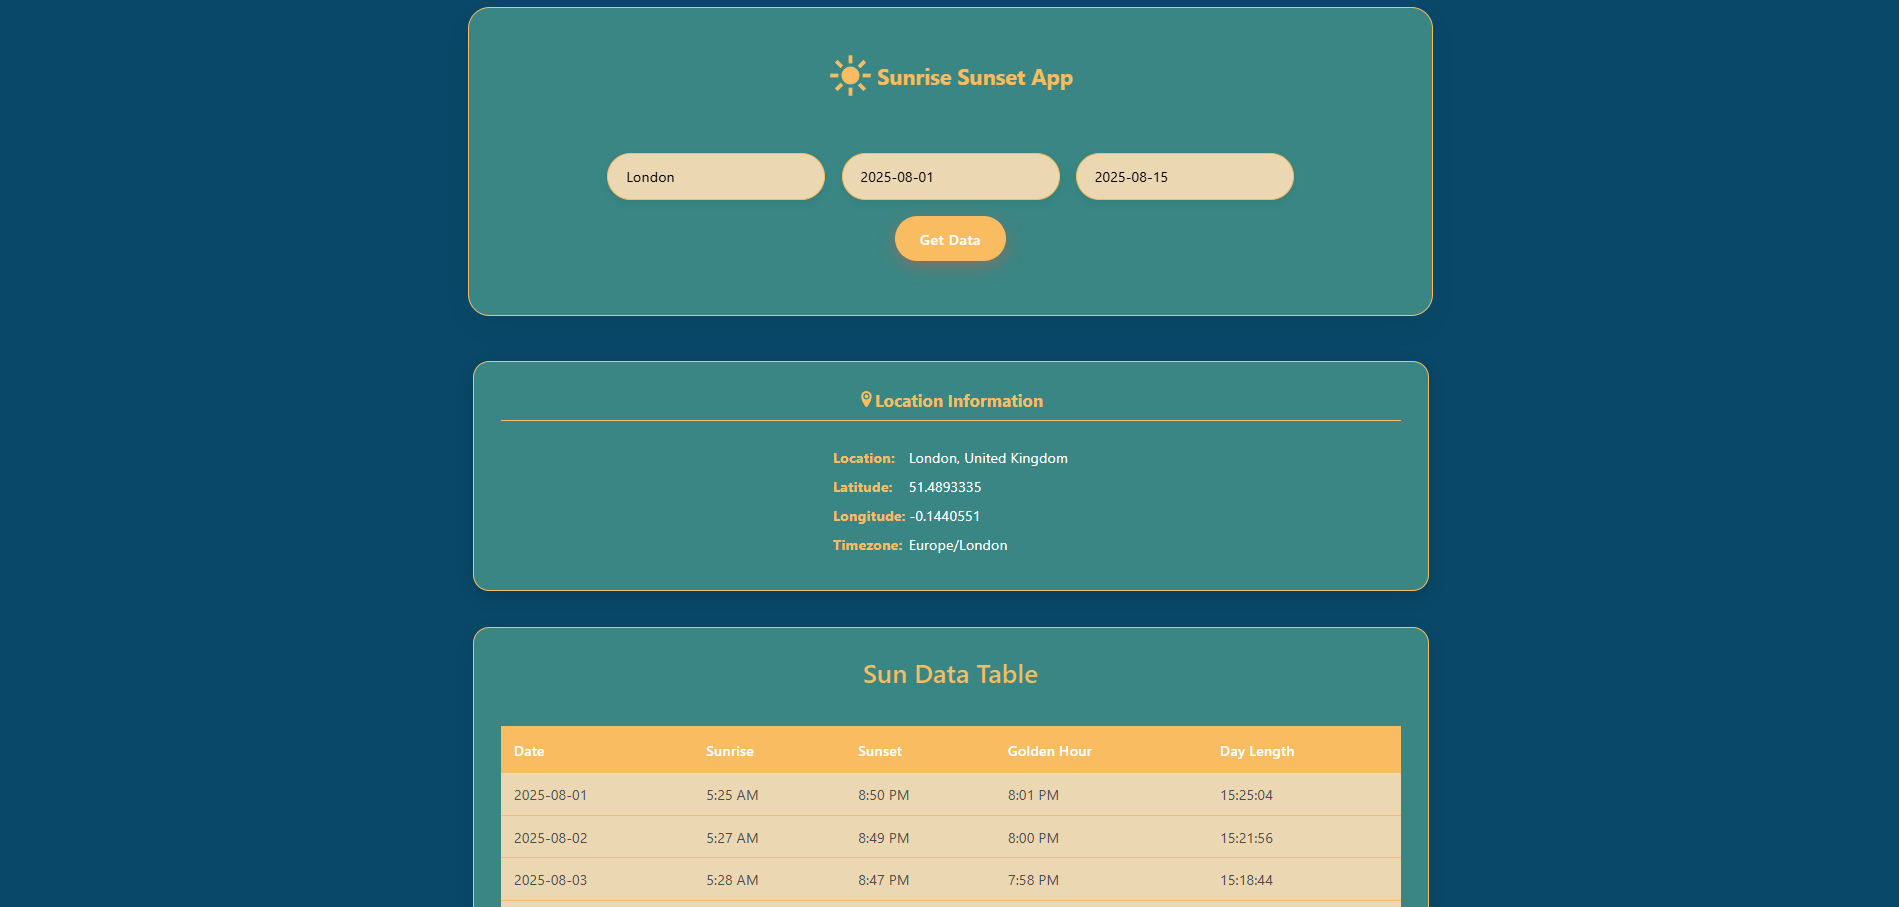 Sunrise Sunset App
London 2025-08-01 2025-08-15
Get Data
Location Information
Location: London, United Kingdom
Latitude: 51.4893335
Longitude: -0.1440551
Timezone: Europe/London
Sun Data Table
Date Sunrise Sunset Golden Hour Day Length
2025-08-01 5:25 AM 8:50 PM 8:01 PM 15:25:04
2025-08-02 5:27 AM 8:49 PM 8:00 PM 15:21:56
2025-08-03 5:28 AM 8:47 PM 7:58 PM 15:18:44